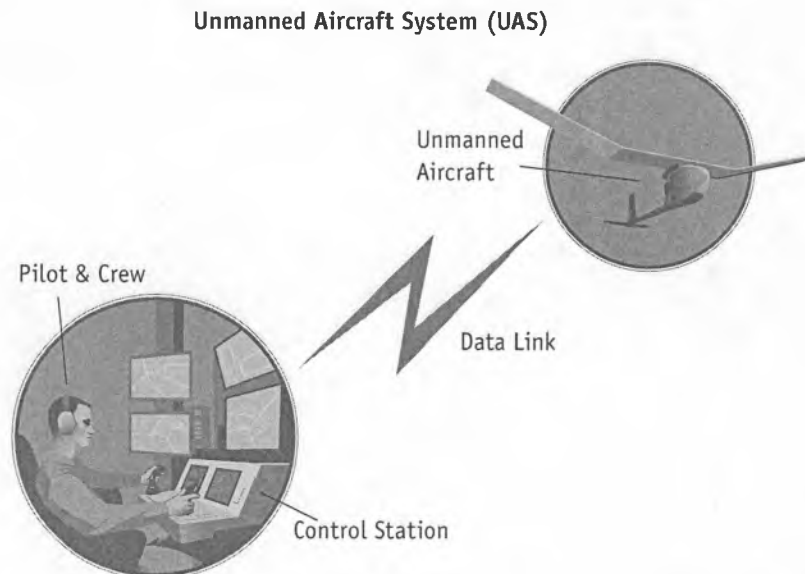 Unmanned Aircraft System (UAS)
Unmanned
Aircraft
Pilot & Crew
Data Link
Control Station